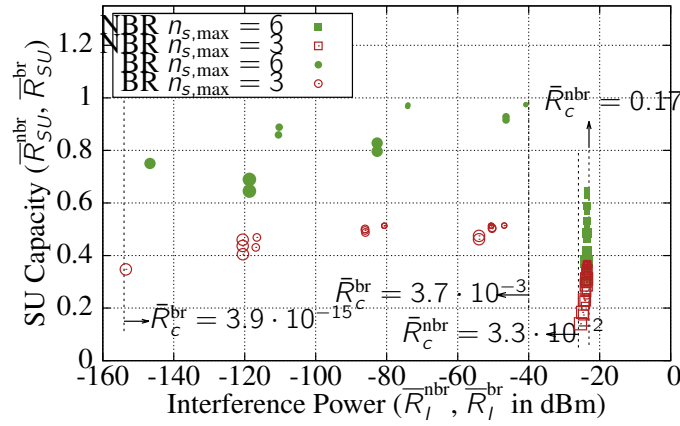 NBR n_{s,max} = 6
NBR n_{s,max} = 3
BR n_{s,max} = 6
BR n_{s,max} = 3
SU Capacity (R̅_{SU}^{nbr}, R̅_{SU}^{br})
1.2
1
0.8
0.6
0.4
0.2
0
R̄_c^{nbr} = 0.17
R̄_c^{br} = 3.7 · 10^{-3}
R̄_c^{br} = 3.9 · 10^{-15}
R̄_c^{nbr} = 3.3 · 10^{-2}
-160 -140 -120 -100 -80 -60 -40 -20 0
Interference Power (R̅_I^{nbr}, R̅_I^{br} in dBm)